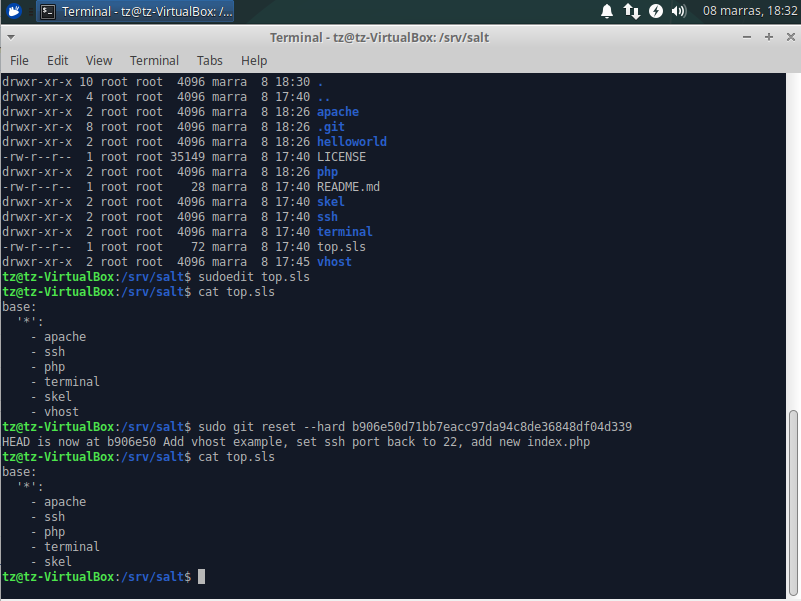 Terminal - tz@tz-VirtualBox: /... 08 marras, 18:32
Terminal - tz@tz-VirtualBox: /srv/salt
File Edit View Terminal Tabs Help
drwxr-xr-x 10 root root  4096 marra  8 18:30 .
drwxr-xr-x  4 root root  4096 marra  8 17:40 ..
drwxr-xr-x  2 root root  4096 marra  8 18:26 apache
drwxr-xr-x  8 root root  4096 marra  8 18:26 .git
drwxr-xr-x  2 root root  4096 marra  8 18:26 helloworld
-rw-r--r--  1 root root 35149 marra  8 17:40 LICENSE
drwxr-xr-x  2 root root  4096 marra  8 18:26 php
-rw-r--r--  1 root root    28 marra  8 17:40 README.md
drwxr-xr-x  2 root root  4096 marra  8 17:40 skel
drwxr-xr-x  2 root root  4096 marra  8 17:40 ssh
drwxr-xr-x  2 root root  4096 marra  8 17:40 terminal
-rw-r--r--  1 root root    72 marra  8 17:40 top.sls
drwxr-xr-x  2 root root  4096 marra  8 17:45 vhost
tz@tz-VirtualBox:/srv/salt$ sudoedit top.sls
tz@tz-VirtualBox:/srv/salt$ cat top.sls
base:
  '*':
    - apache
    - ssh
    - php
    - terminal
    - skel
    - vhost
tz@tz-VirtualBox:/srv/salt$ sudo git reset --hard b906e50d71bb7eacc97da94c8de36848df04d339
HEAD is now at b906e50 Add vhost example, set ssh port back to 22, add new index.php
tz@tz-VirtualBox:/srv/salt$ cat top.sls
base:
  '*':
    - apache
    - ssh
    - php
    - terminal
    - skel
tz@tz-VirtualBox:/srv/salt$